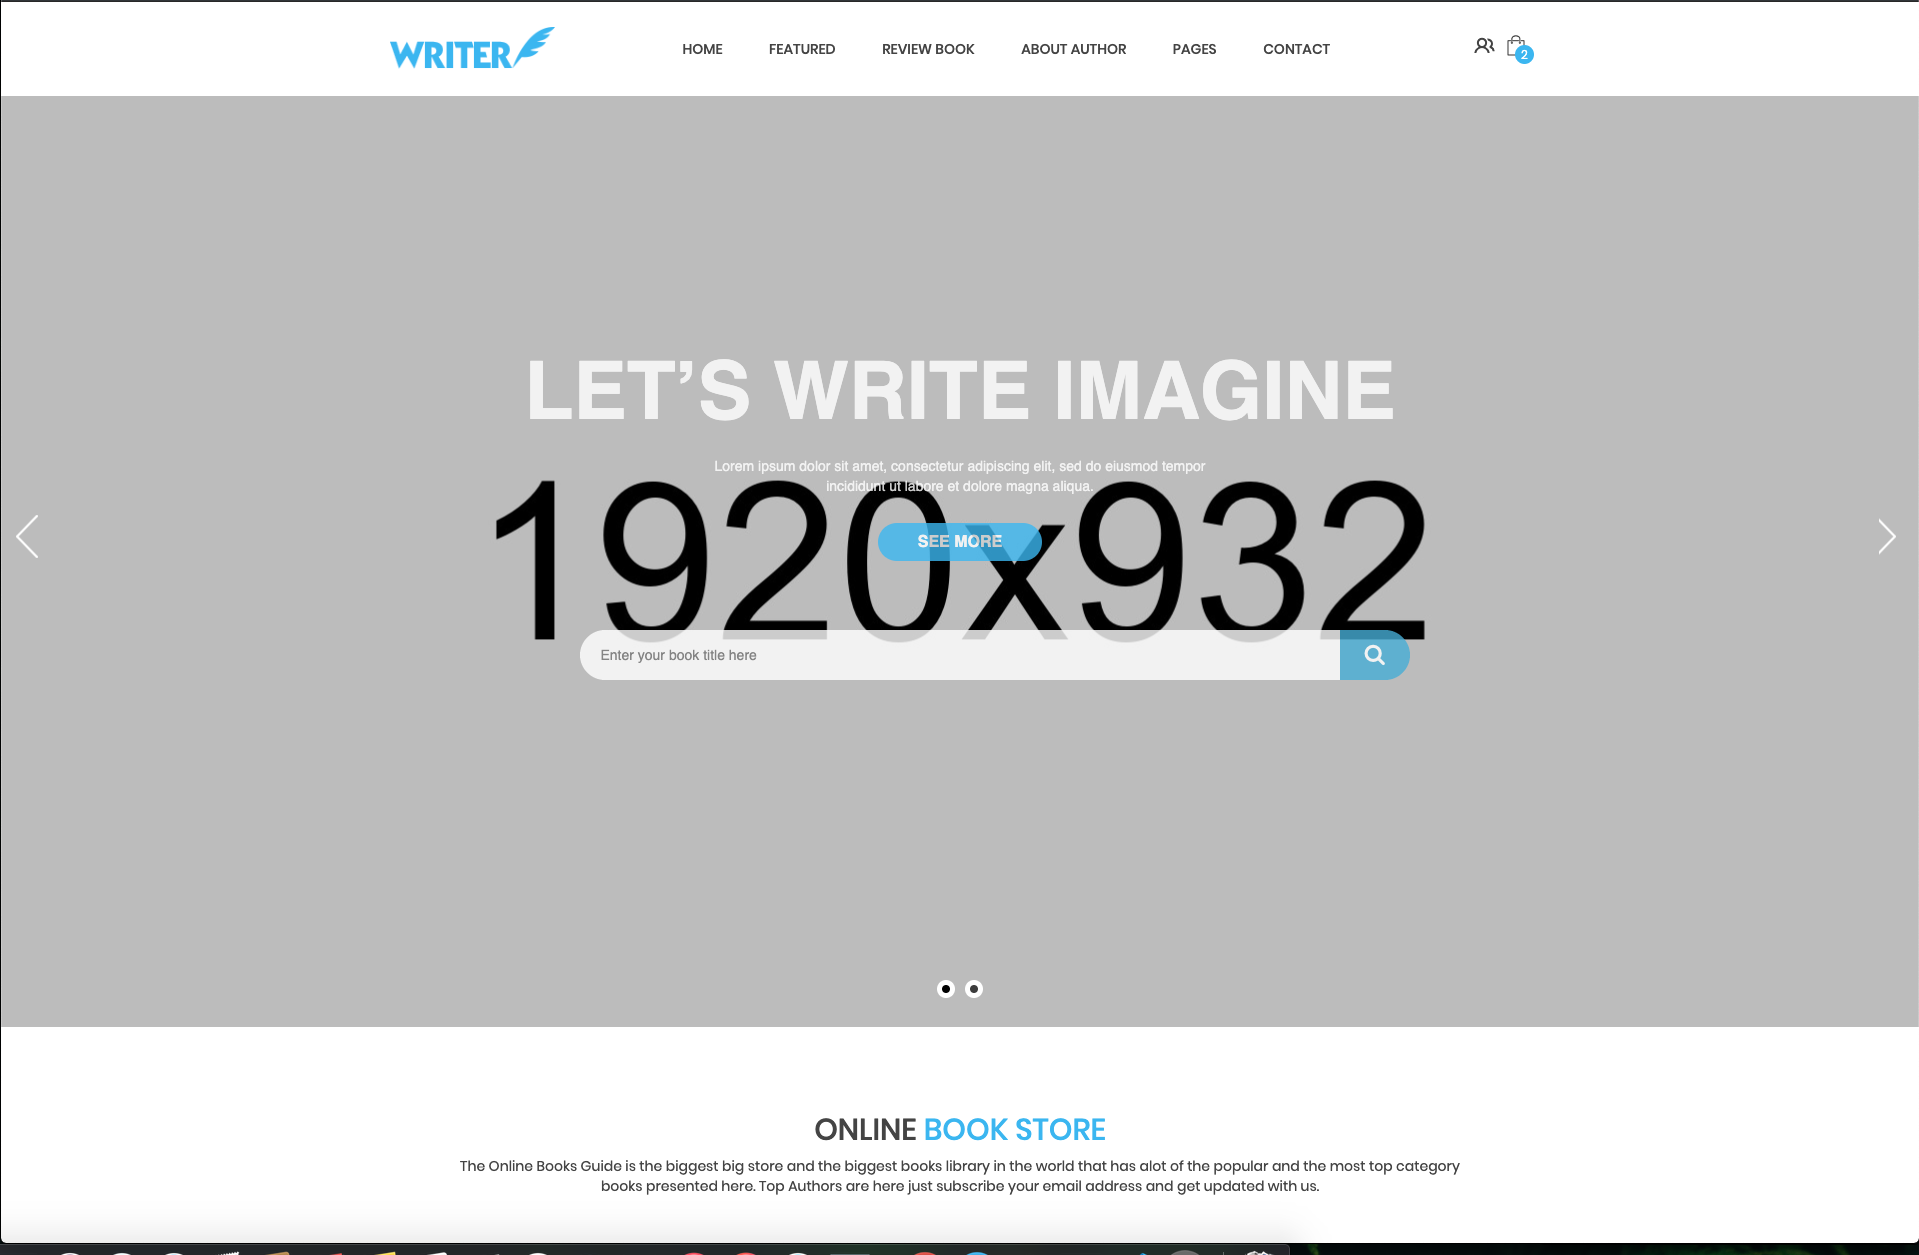 WRITER
HOME
FEATURED
REVIEW BOOK
ABOUT AUTHOR
PAGES
CONTACT
2
LET'S WRITE IMAGINE
Lorem ipsum dolor sit amet, consectetur adipiscing elit, sed do eiusmod tempor
incididunt ut labore et dolore magna aliqua.
1920x932
SEE MORE
Enter your book title here
ONLINE BOOK STORE
The Online Books Guide is the biggest big store and the biggest books library in the world that has alot of the popular and the most top category
books presented here. Top Authors are here just subscribe your email address and get updated with us.